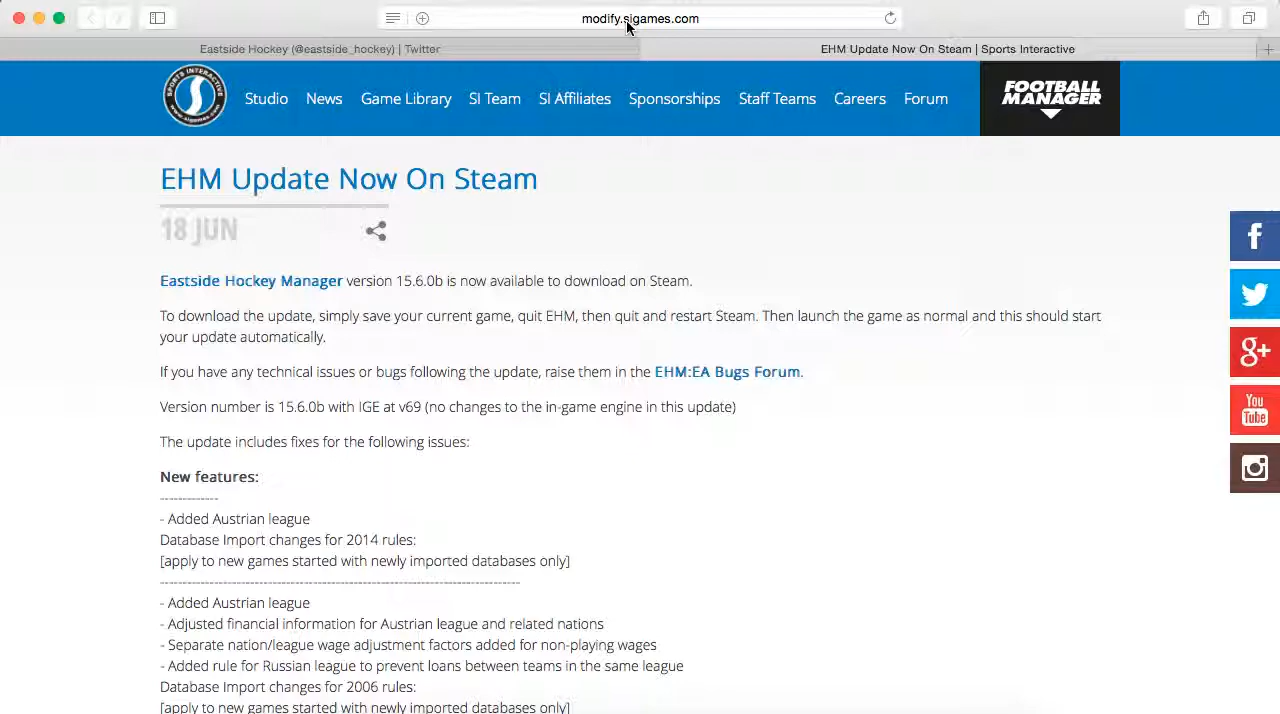 modify.sigames.com
Eastside Hockey (@eastside_hockey) | Twitter
EHM Update Now On Steam | Sports Interactive
SPORTS INTERACTIVE
www.sigames.com
Studio News Game Library SI Team SI Affiliates Sponsorships Staff Teams Careers Forum
FOOTBALL
MANAGER
EHM Update Now On Steam
18 JUN
Eastside Hockey Manager version 15.6.0b is now available to download on Steam.
To download the update, simply save your current game, quit EHM, then quit and restart Steam. Then launch the game as normal and this should start
your update automatically.
If you have any technical issues or bugs following the update, raise them in the EHM:EA Bugs Forum.
Version number is 15.6.0b with IGE at v69 (no changes to the in-game engine in this update)
The update includes fixes for the following issues:
New features:
-------------
- Added Austrian league
Database Import changes for 2014 rules:
[apply to new games started with newly imported databases only]
--------------------------------------------------------------------------------
- Added Austrian league
- Adjusted financial information for Austrian league and related nations
- Separate nation/league wage adjustment factors added for non-playing wages
- Added rule for Russian league to prevent loans between teams in the same league
Database Import changes for 2006 rules:
[apply to new games started with newly imported databases only]
f
g+
You
Tube